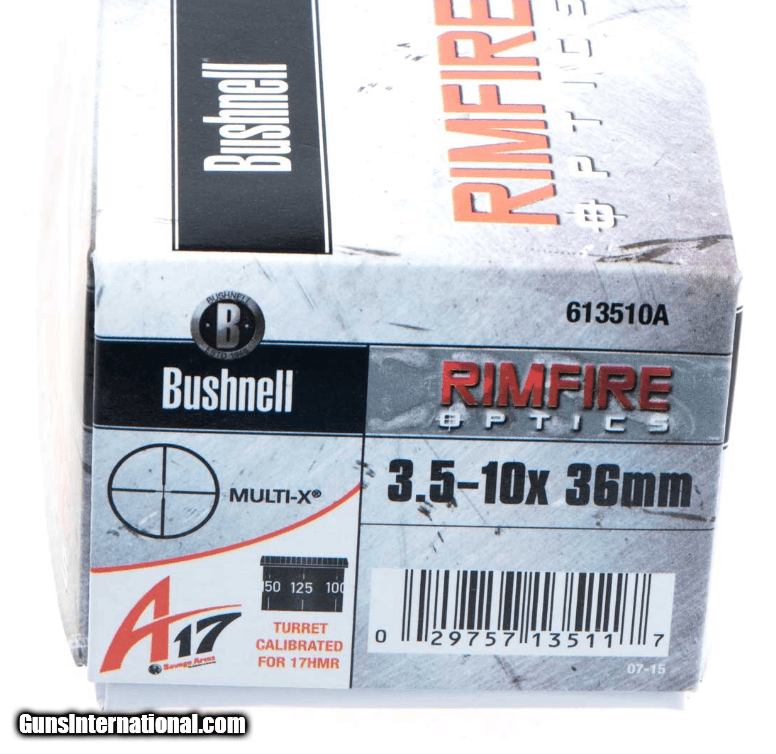 Bushnell
RIMFIRE
OPTICS
BUSHNELL
B
613510A
Bushnell
RIMFIRE
OPTICS
MULTI-X®
3.5–10x 36mm
A17
Savage Arms
150 125 100
TURRET
CALIBRATED
FOR 17HMR
0 29757 13511 7
07-15
GunsInternational.com